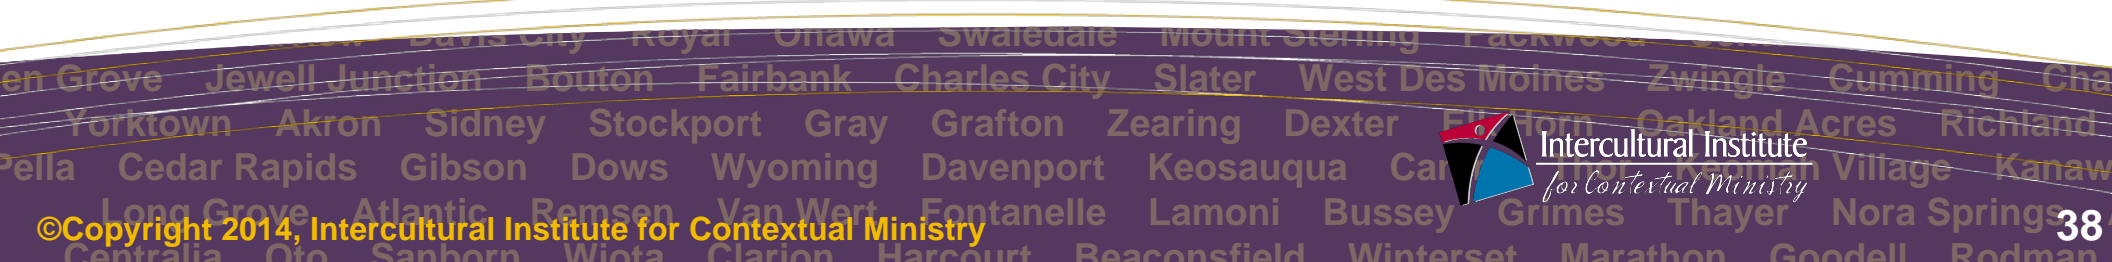 Davis City Royal Onawa Swaledale Mount Sterling Packwood
en Grove Jewell Junction Bouton Fairbank Charles City Slater West Des Moines Zwingle Cumming Cha
Yorktown Akron Sidney Stockport Gray Grafton Zearing Dexter Elk Horn Oakland Acres Richland
Pella Cedar Rapids Gibson Dows Wyoming Davenport Keosauqua Car Thor Village Kanaw
Intercultural Institute
for Contextual Ministry
Long Grove Atlantic Remsen Van Wert Fontanelle Lamoni Bussey Grimes Thayer Nora Springs
©Copyright 2014, Intercultural Institute for Contextual Ministry
38
Centralia Oto Sanborn Wiota Clarion Harcourt Beaconsfield Winterset Marathon Goodell Rodman